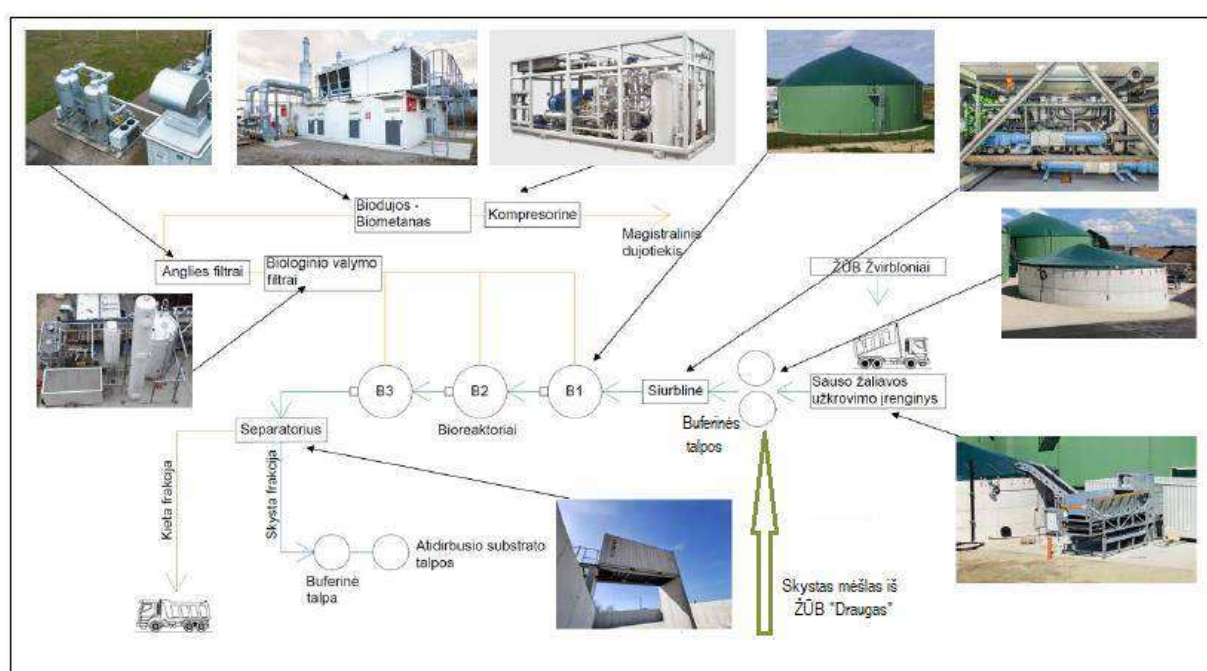 Biodujos -
Biometanas
Kompresorinė
Magistralinis
dujotiekis
Anglies filtrai
Biologinio valymo
filtrai
ŽŪB Žvirbloniai
B3
B2
B1
Siurblinė
Sauso žaliavos
užkrovimo įrenginys
Buferinės
talpos
Bioreaktoriai
Separatorius
Kieta frakcija
Skysta frakcija
Buferinė
talpa
Atidirbusio substrato
talpos
Skystas mėšlas iš
ŽŪB "Draugas"